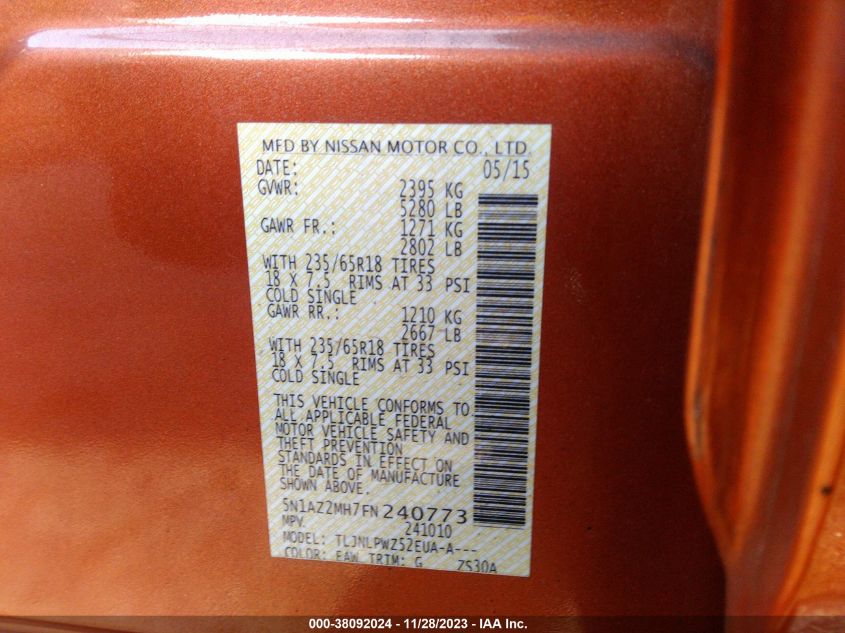 MFD BY NISSAN MOTOR CO., LTD.
DATE: 05/15
GVWR: 2395 KG
5280 LB
GAWR FR.: 1271 KG
2802 LB
WITH 235/65R18 TIRES
18 X 7.5 RIMS AT 33 PSI
COLD SINGLE
GAWR RR.: 1210 KG
2667 LB
WITH 235/65R18 TIRES
18 X 7.5 RIMS AT 33 PSI
COLD SINGLE
THIS VEHICLE CONFORMS TO
ALL APPLICABLE FEDERAL
MOTOR VEHICLE SAFETY AND
THEFT PREVENTION
STANDARDS IN EFFECT ON
THE DATE OF MANUFACTURE
SHOWN ABOVE.
5N1AZ2MH7FN240773
MPV. 241010
MODEL: TLJNLPWZ52EUA-A---
COLOR: EAW TRIM: G ZS30A
000-38092024 - 11/28/2023 - IAA Inc.